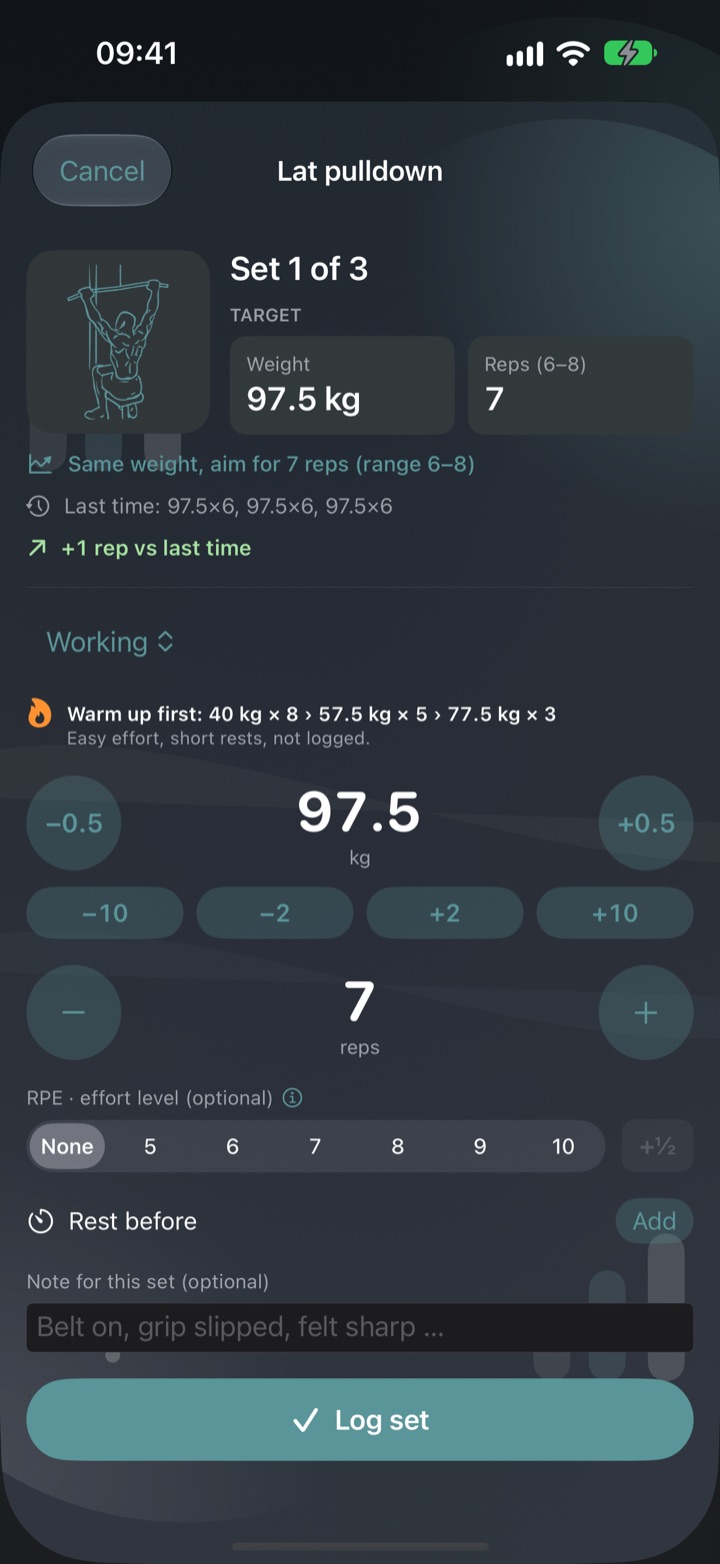 09:41
Cancel
Lat pulldown
Set 1 of 3
TARGET
Weight
97.5 kg
Reps (6–8)
7
Same weight, aim for 7 reps (range 6–8)
Last time: 97.5×6, 97.5×6, 97.5×6
+1 rep vs last time
Working
Warm up first: 40 kg × 8 › 57.5 kg × 5 › 77.5 kg × 3
Easy effort, short rests, not logged.
−0.5
97.5
+0.5
kg
−10
−2
+2
+10
−
7
+
reps
RPE · effort level (optional)
None 5 6 7 8 9 10 +½
Rest before
Add
Note for this set (optional)
Belt on, grip slipped, felt sharp ...
Log set